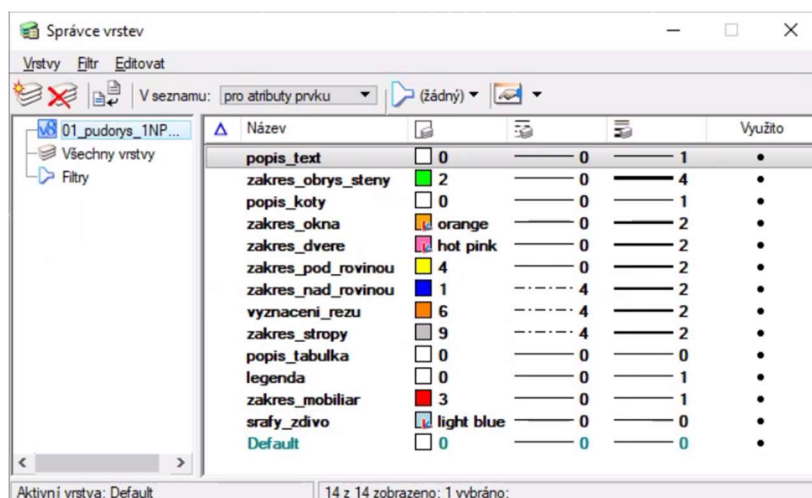 Správce vrstev
Vrstvy Filtr Editovat
V seznamu: pro atributy prvku (žádný)
01_pudorys_1NP...
Všechny vrstvy
Filtry
Název Využito
popis_text 0 0 1
zakres_obrys_steny 2 0 4
popis_koty 0 0 1
zakres_okna orange 0 2
zakres_dvere hot pink 0 2
zakres_pod_rovinou 4 0 2
zakres_nad_rovinou 1 4 2
vyznaceni_rezu 6 4 2
zakres_stropy 9 4 2
popis_tabulka 0 0 0
legenda 0 0 1
zakres_mobiliar 3 0 1
srafy_zdivo light blue 0 0
Default 0 0 0
Aktivní vrstva: Default 14 z 14 zobrazeno; 1 vybráno;